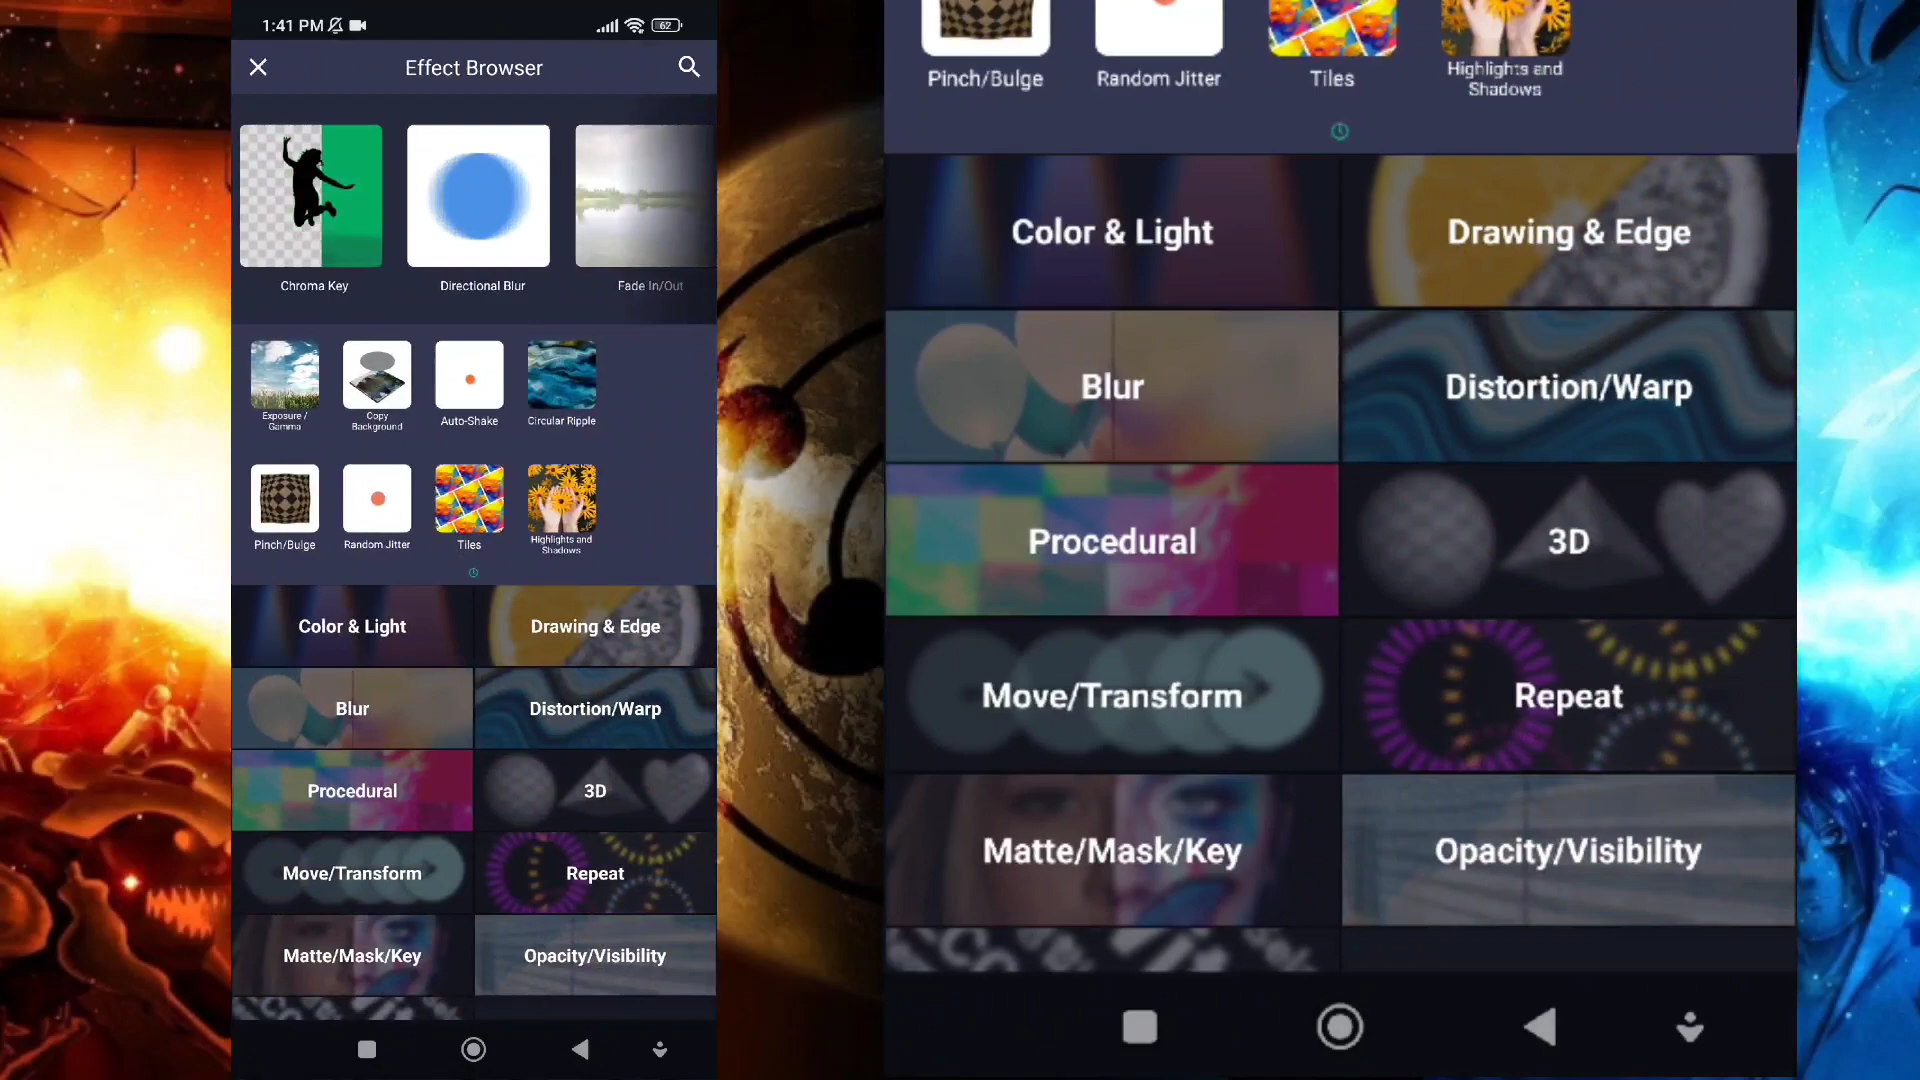 1:41 PM
62
Effect Browser
Chroma Key
Directional Blur
Fade In/Out
Exposure /
Gamma
Copy
Background
Auto-Shake
Circular Ripple
Pinch/Bulge
Random Jitter
Tiles
Highlights and
Shadows
Color & Light
Drawing & Edge
Blur
Distortion/Warp
Procedural
3D
Move/Transform
Repeat
Matte/Mask/Key
Opacity/Visibility
Pinch/Bulge
Random Jitter
Tiles
Highlights and
Shadows
Color & Light
Drawing & Edge
Blur
Distortion/Warp
Procedural
3D
Move/Transform
Repeat
Matte/Mask/Key
Opacity/Visibility